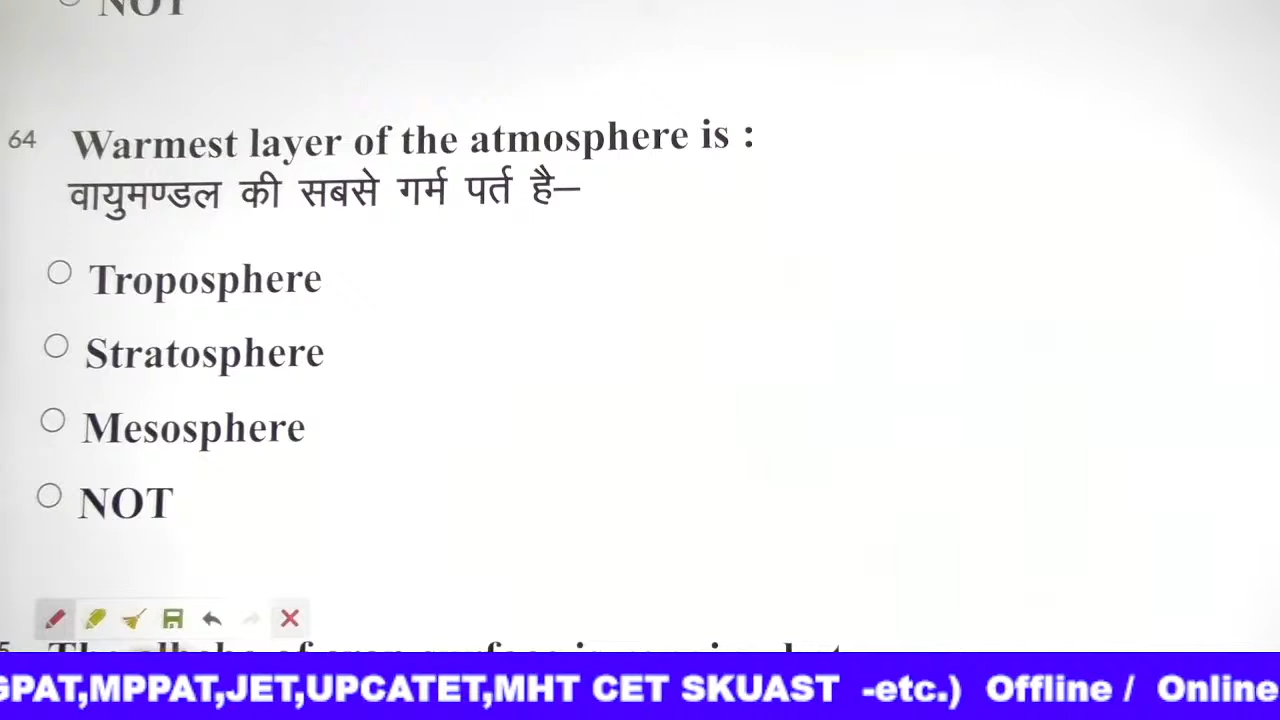 NOT
64 Warmest layer of the atmosphere is :
वायुमण्डल की सबसे गर्म पर्त है–
Troposphere
Stratosphere
Mesosphere
NOT
GPAT,MPPAT,JET,UPCATET,MHT CET SKUAST -etc.) Offline / Online